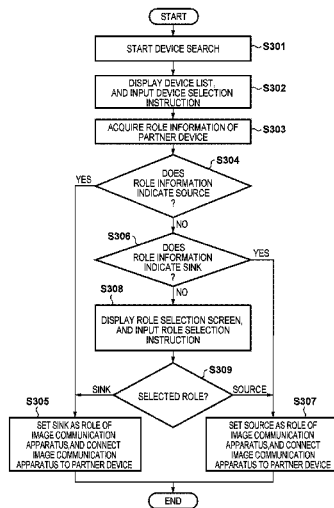 START
START DEVICE SEARCH
S301
DISPLAY DEVICE LIST,
AND INPUT DEVICE SELECTION
INSTRUCTION
S302
ACQUIRE ROLE INFORMATION OF
PARTNER DEVICE
S303
S304
DOES
ROLE INFORMATION
INDICATE SOURCE
?
YES
NO
S306
DOES
ROLE INFORMATION
INDICATE SINK
?
YES
NO
S308
DISPLAY ROLE SELECTION SCREEN,
AND INPUT ROLE SELECTION
INSTRUCTION
S309
SELECTED ROLE?
SINK
SOURCE
S305
SET SINK AS ROLE OF
IMAGE COMMUNICATION
APPARATUS,AND CONNECT
IMAGE COMMUNICATION
APPARATUS TO PARTNER DEVICE
S307
SET SOURCE AS ROLE OF
IMAGE COMMUNICATION
APPARATUS,AND CONNECT
IMAGE COMMUNICATION
APPARATUS TO PARTNER DEVICE
END